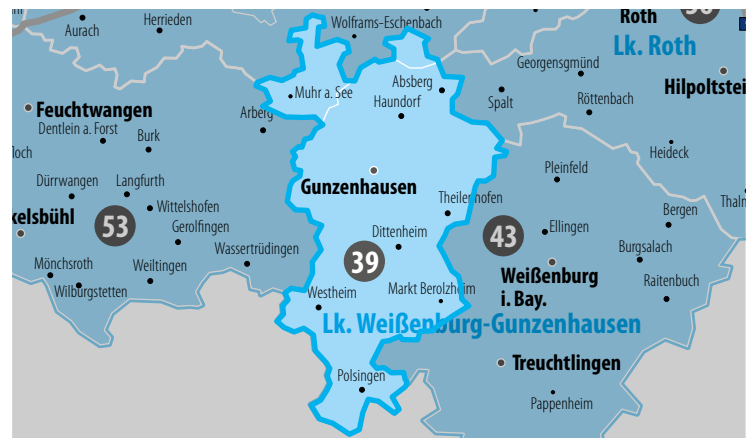 Aurach
Herrieden
Wolframs-Eschenbach
Roth
Lk. Roth
Georgensgmünd
Absberg
Muhr a. See
Haundorf
Spalt
Röttenbach
Hilpoltstei
Feuchtwangen
Arberg
Dentlein a. Forst
Burk
Heideck
floch
Pleinfeld
Dürrwangen
Langfurth
Gunzenhausen
Theilenhofen
Thaln
kelsbühl
53
Wittelshofen
Gerolfingen
Dittenheim
43
Ellingen
Bergen
Wassertrüdingen
39
Burgsalach
Mönchsroth
Weiltingen
Weißenburg
i. Bay.
Raitenbuch
Wilburgstetten
Westheim
Markt Berolzheim
Lk. Weißenburg-Gunzenhausen
Treuchtlingen
Polsingen
Pappenheim